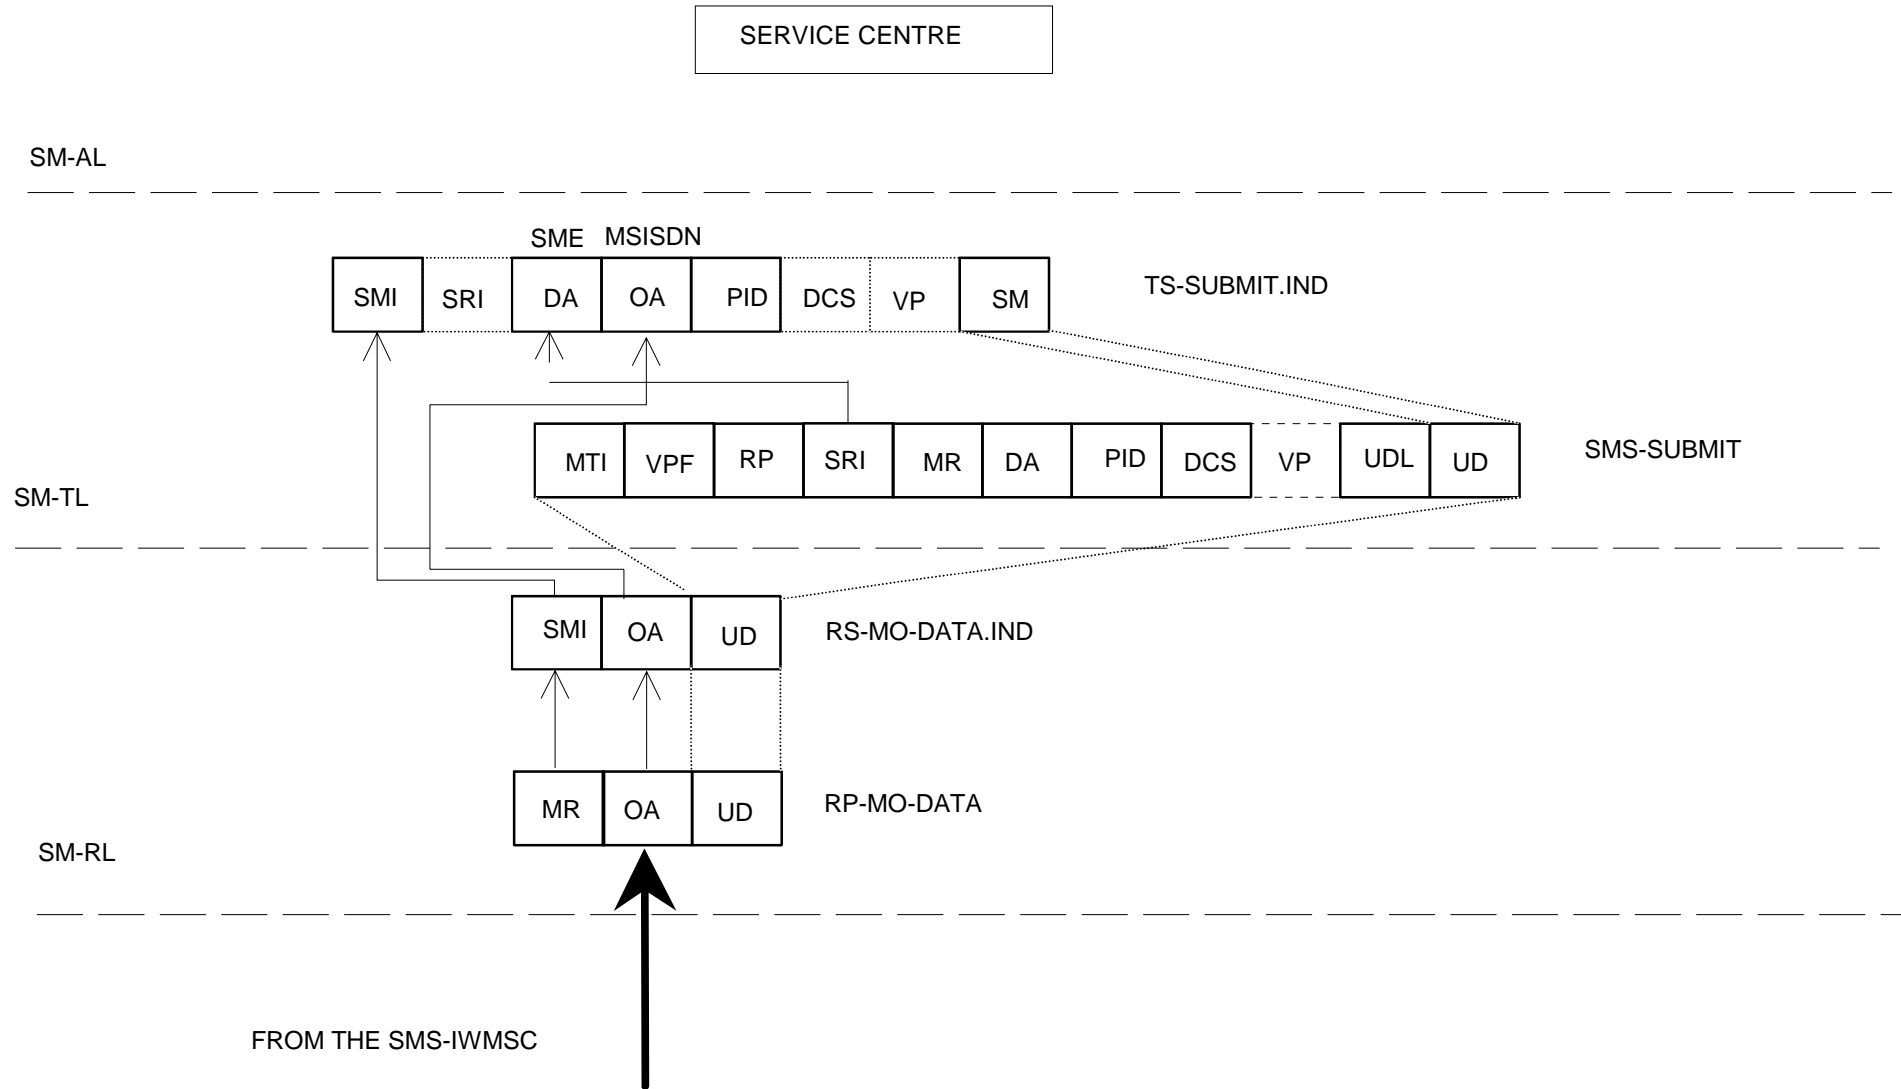 SERVICE CENTRE
SM-AL
SME MSISDN
SMI SRI DA OA PID DCS VP SM TS-SUBMIT.IND
MTI VPF RP SRI MR DA PID DCS VP UDL UD SMS-SUBMIT
SM-TL
SMI OA UD RS-MO-DATA.IND
MR OA UD RP-MO-DATA
SM-RL
FROM THE SMS-IWMSC